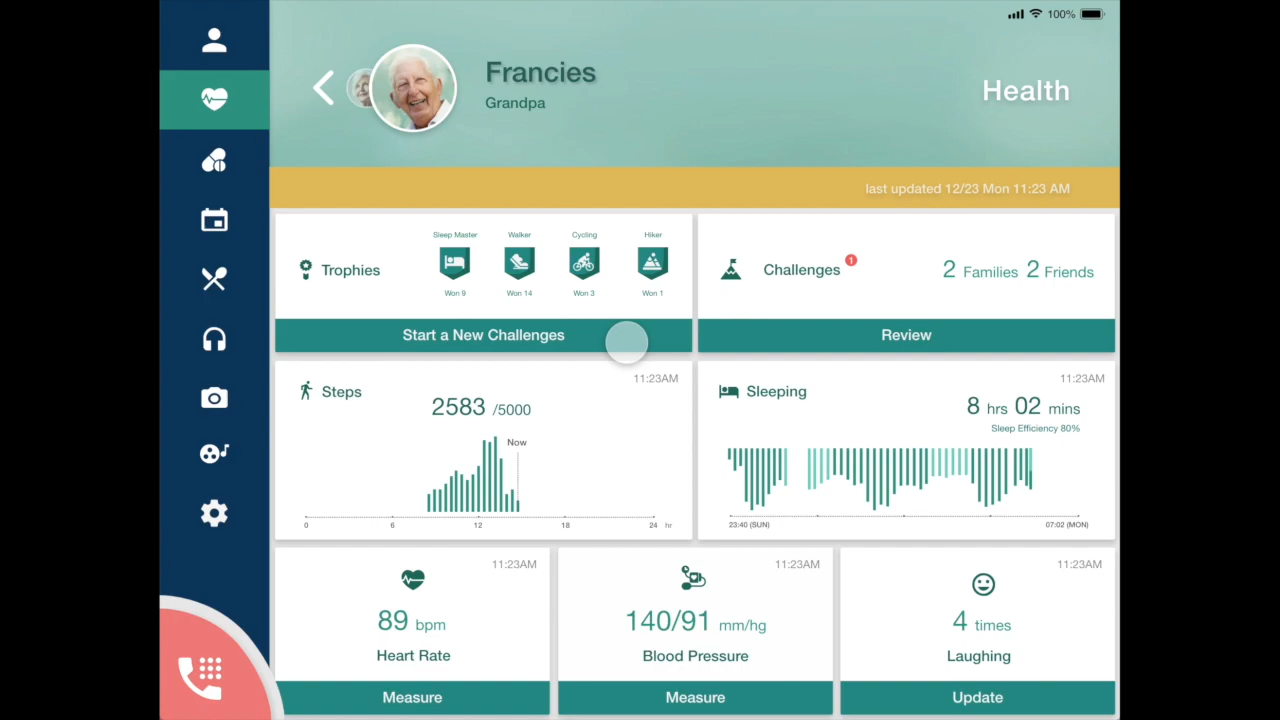 100%
Francies
Grandpa
Health
last updated 12/23 Mon 11:23 AM
Trophies
Sleep Master
Walker
Cycling
Hiker
Won 9
Won 14
Won 3
Won 1
Start a New Challenges
Challenges 1
2 Families 2 Friends
Review
Steps
11:23AM
2583 /5000
Now
0 6 12 18 24 hr
Sleeping
11:23AM
8 hrs 02 mins
Sleep Efficiency 80%
23:40 (SUN)
07:02 (MON)
11:23AM
89 bpm
Heart Rate
Measure
11:23AM
140/91 mm/hg
Blood Pressure
Measure
11:23AM
4 times
Laughing
Update